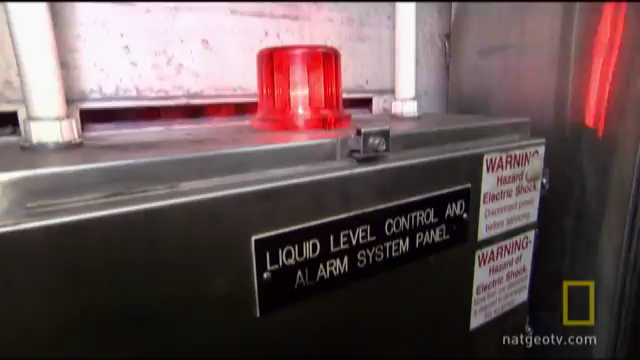 LIQUID LEVEL CONTROL AND
ALARM SYSTEM PANEL
WARNING
Hazard of
Electric Shock.
Disconnect power
before servicing.
WARNING-
Hazard of
Electric Shock.
natgeotv.com